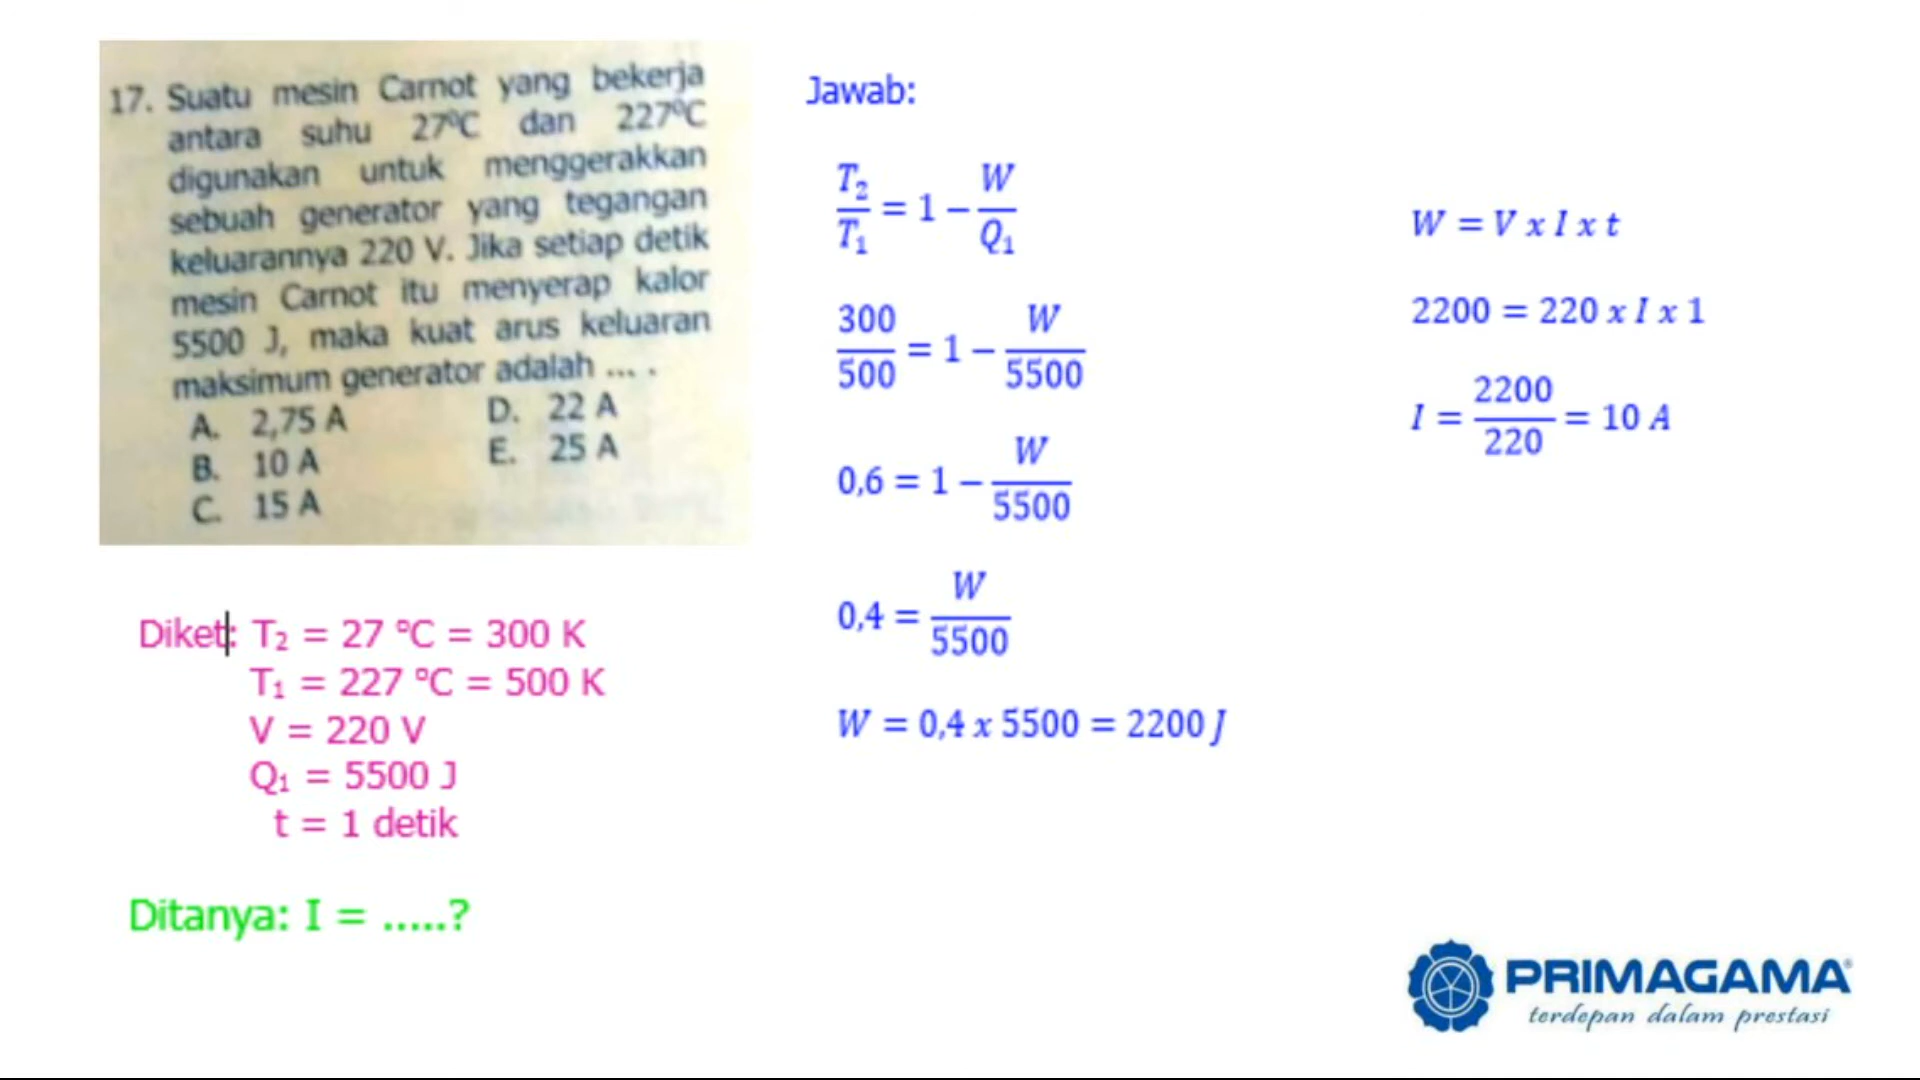 17. Suatu mesin Carnot yang bekerja
antara suhu 27⁰C dan 227⁰C
digunakan untuk menggerakkan
sebuah generator yang tegangan
keluarannya 220 V. Jika setiap detik
mesin Carnot itu menyerap kalor
5500 J, maka kuat arus keluaran
maksimum generator adalah ... .
A. 2,75 A
B. 10 A
C. 15 A
D. 22 A
E. 25 A
Diket: T₂ = 27 °C = 300 K
T₁ = 227 °C = 500 K
V = 220 V
Q₁ = 5500 J
t = 1 detik
Ditanya: I = .....?
Jawab:
T₂/T₁ = 1 − W/Q₁
300/500 = 1 − W/5500
0,6 = 1 − W/5500
0,4 = W/5500
W = 0,4 x 5500 = 2200 J
W = V x I x t
2200 = 220 x I x 1
I = 2200/220 = 10 A
PRIMAGAMA®
terdepan dalam prestasi